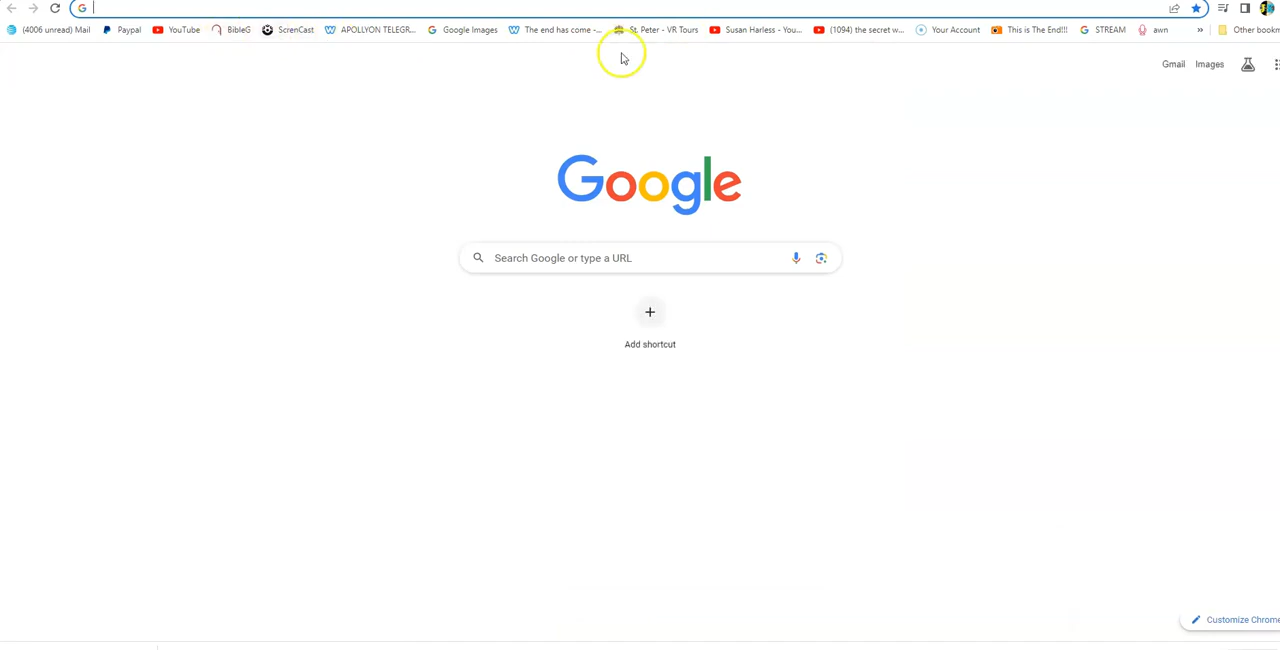 (4006 unread) Mail Paypal YouTube BibleG ScrenCast APOLLYON TELEGR... Google Images The end has come -... St. Peter - VR Tours Susan Harless - You... (1094) the secret w... Your Account This is The End!!! STREAM awn » Other bookm
Gmail Images
Google
Search Google or type a URL
+
Add shortcut
Customize Chrome